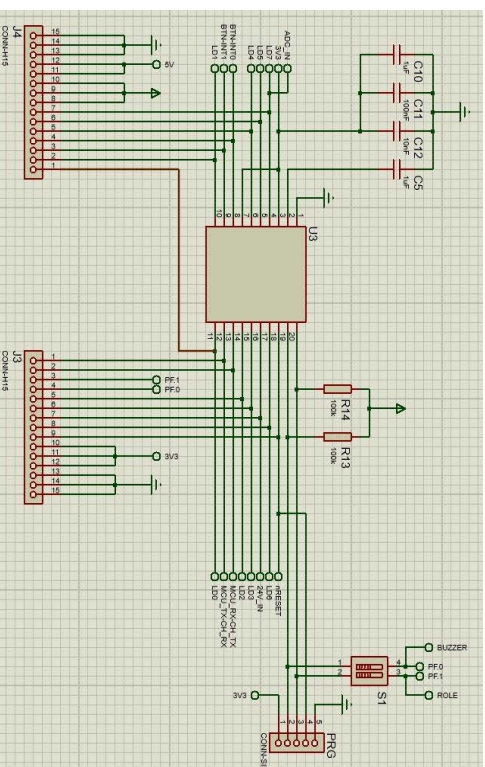 J4
CONN-H15
15
14
13
12
11
10
9
8
7
6
5
4
3
2
1
5V
BTN-INT1
BTN-INT0
LD1
LD4
LD5
LD7
3V3
ADC_IN
C10
1uF
C11
100nF
C12
10nF
C5
1uF
U3
10
9
8
7
6
5
4
3
2
1
11
12
13
14
15
16
17
18
19
20
R14
100k
R13
100k
J3
CONN-H15
1
2
3
4
5
6
7
8
9
10
11
12
13
14
15
PF.1
PF.0
3V3
LD0
MCU_TX-CH_RX
MCU_RX-CH_TX
LD2
LD3
24V_IN
LD6
nRESET
BUZZER
PF.0
PF.1
ROLE
S1
1
2
4
3
3V3
1
2
3
4
5
PRG